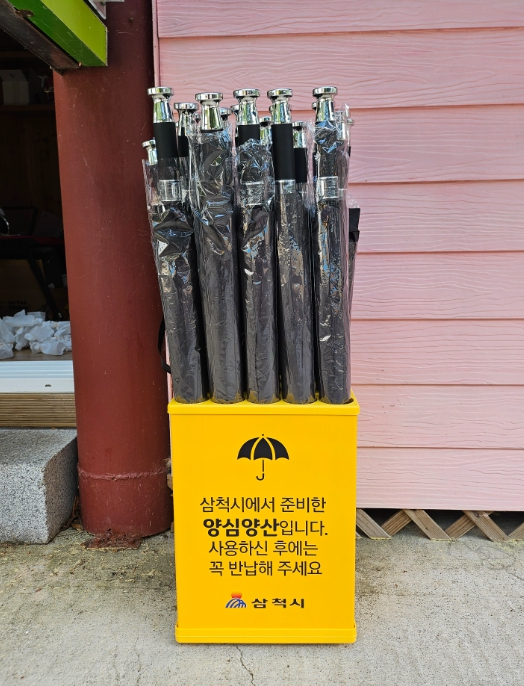 삼척시에서 준비한
양심양산입니다.
사용하신 후에는
꼭 반납해 주세요
삼척시